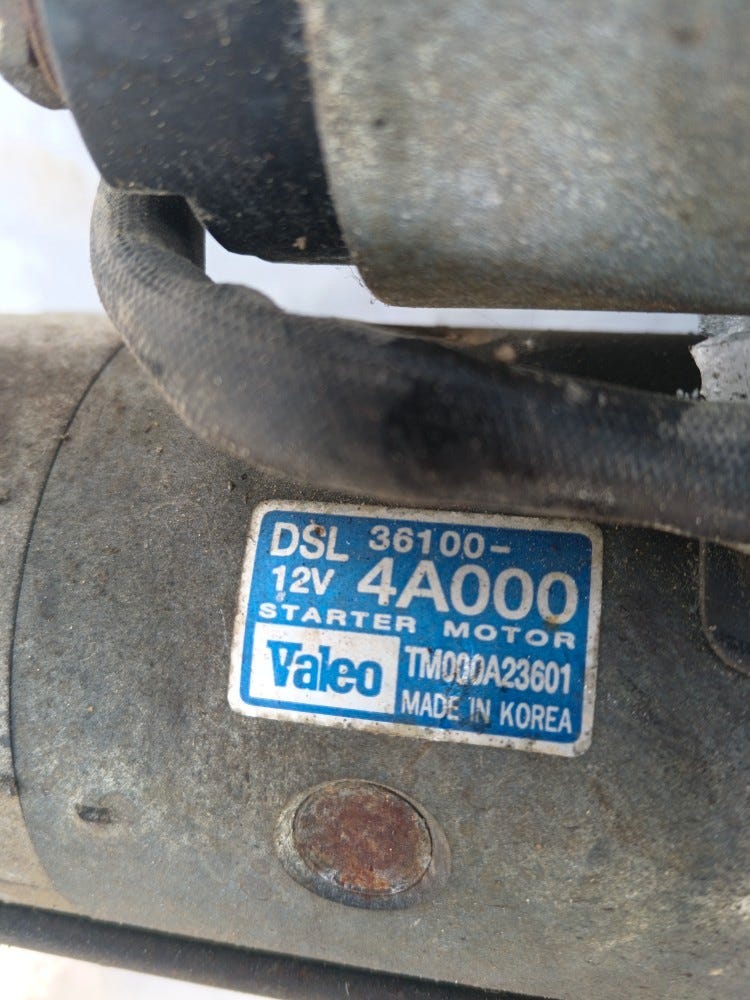 DSL 36100-
12V 4A000
STARTER MOTOR
Valeo TM000A23601
MADE IN KOREA